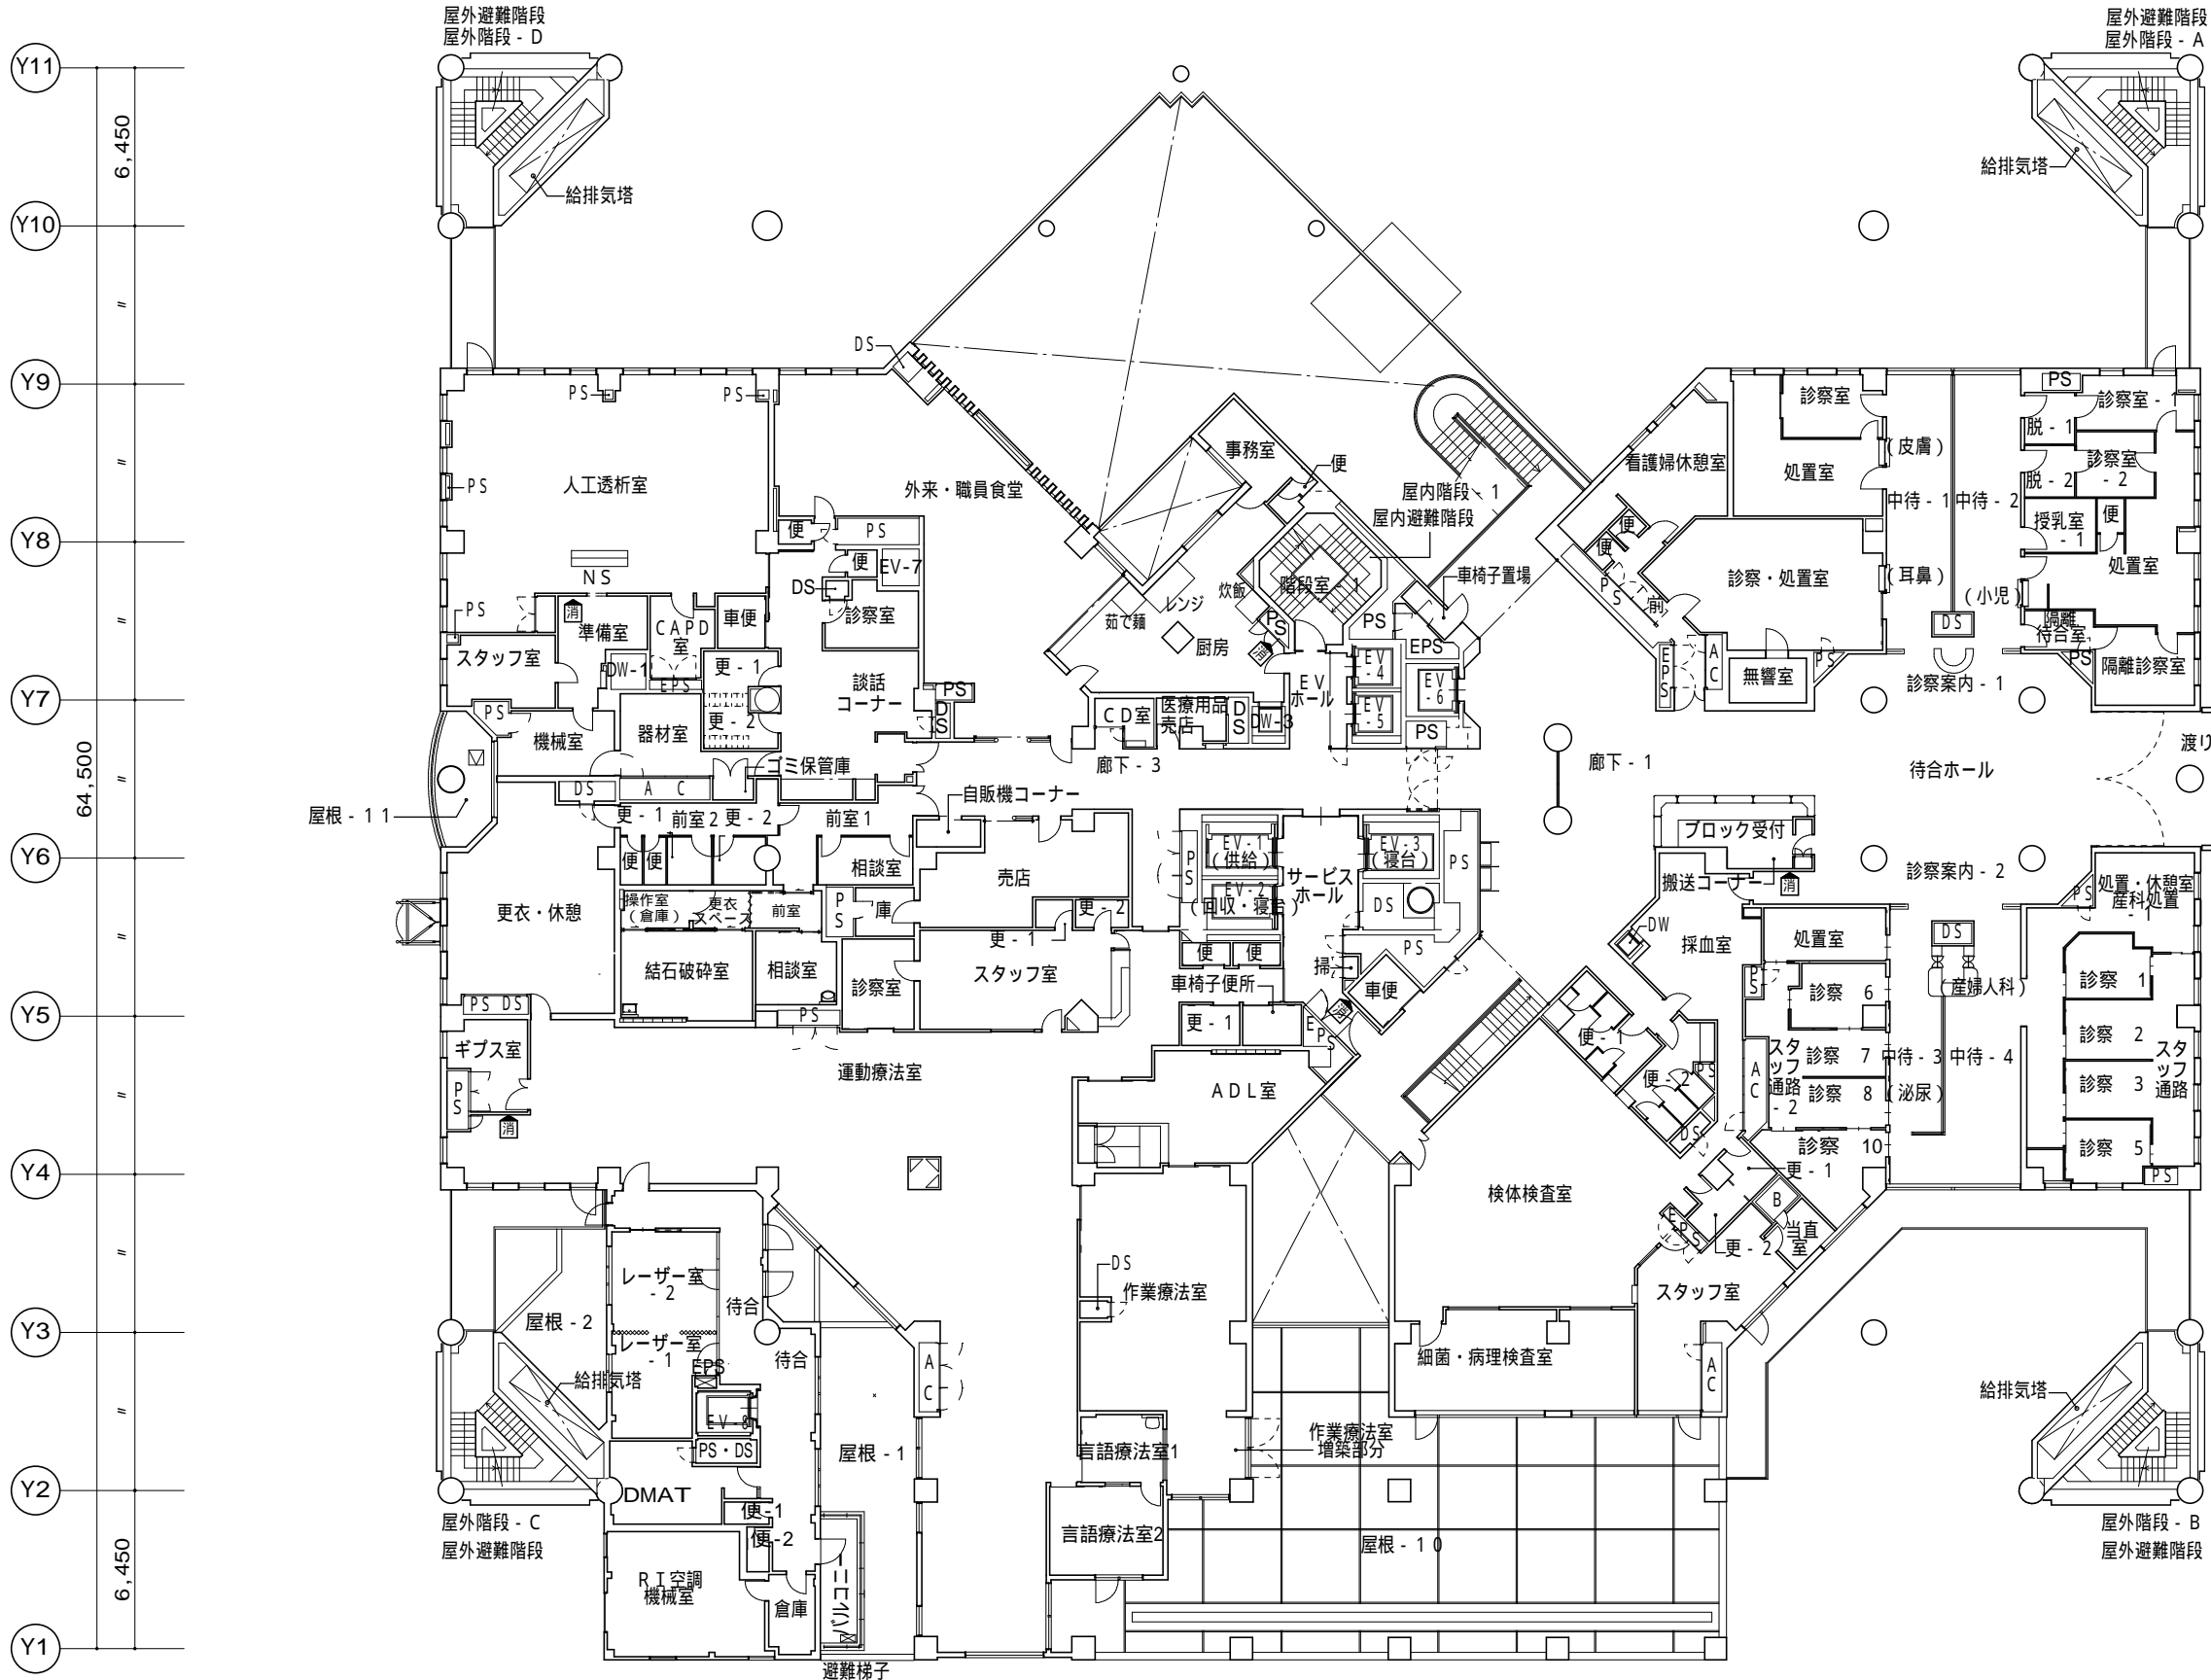 屋外避難階段
屋外階段 - D
屋外避難階段
屋外階段 - A
Y11
6,450
給排気塔
給排気塔
Y10
〃
DS
Y9
PS
PS
PS
診察室
診察室 - 1
脱 - 1
事務室
便
看護婦休憩室
(皮膚)
処置室
診察室
- 2
脱 - 2
〃
人工透析室
PS
外来・職員食堂
屋内階段 - 1
屋内避難階段
中待 - 1
中待 - 2
授乳室
- 1
便
Y8
便
PS
便
便
便
EV-7
NS
DS
炊飯
レンジ
階段室 - 1
車椅子置場
PS
前
診察・処置室
(耳鼻)
(小児)
処置室
〃
PS
消
準備室
CAPD
室
車便
診察室
茹で麺
厨房
PS
消
PS
EPS
DS
隔離
待合室
スタッフ室
DW-1
EPS
更 - 1
談話
コーナー
PS
DS
EV
ホール
EV
- 4
EV
- 5
EV
- 6
EPS
AC
無響室
PS
診察案内 - 1
PS
隔離診察室
Y7
PS
機械室
器材室
更 - 2
CD室
医療用品
売店
DS
DW-3
PS
64,500
〃
ゴミ保管庫
廊下 - 3
廊下 - 1
待合ホール
渡り
DS
AC
自販機コーナー
屋根 - 11
更 - 1
前室2
更 - 2
前室1
ブロック受付
Y6
便
便
相談室
売店
PS
EV-1
(供給)
EV-3
(寝台)
PS
サービス
ホール
EV-2
(回収・寝台)
DS
搬送コーナー
消
診察案内 - 2
PS
処置・休憩室
産科処置
- 1
〃
更衣・休憩
操作室
(倉庫)
更衣
スペース
前室
PS
庫
更 - 2
更 - 1
PS
DW
採血室
処置室
DS
結石破砕室
相談室
診察室
スタッフ室
便
便
掃
車椅子便所
車便
PS
診察 6
(産婦人科)
診察 1
Y5
PS DS
PS
更 - 1
EPS
消
便 - 1
診察 2
ギプス室
運動療法室
スタ
ッフ
通路
- 2
診察 7
中待 - 3
中待 - 4
スタ
ッフ
通路
〃
PS
ADL室
便 - 2
PS
AC
診察 8
(泌尿)
診察 3
消
DS
診察 10
診察 5
Y4
更 - 1
PS
検体検査室
B
EPS
当直
室
〃
更 - 2
レーザー室
- 2
DS
作業療法室
スタッフ室
待合
屋根 - 2
Y3
レーザー室
- 1
待合
EPS
AC
細菌・病理検査室
AC
給排気塔
給排気塔
〃
EV-8
PS・DS
屋根 - 1
言語療法室1
作業療法室
増築部分
Y2
DMAT
便-1
便-2
屋外階段 - C
屋外避難階段
言語療法室2
屋根 - 10
屋外階段 - B
屋外避難階段
6,450
RI空調
機械室
倉庫
バルコニー
Y1
避難梯子